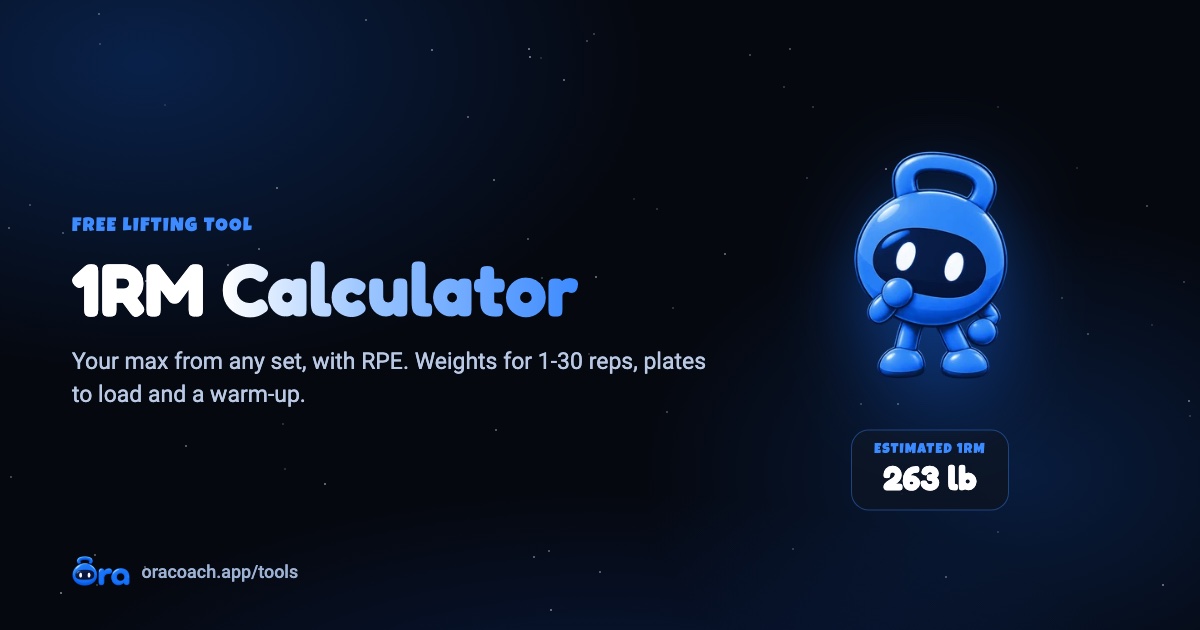 FREE LIFTING TOOL
1RM Calculator
Your max from any set, with RPE. Weights for 1-30 reps, plates
to load and a warm-up.
ESTIMATED 1RM
263 lb
Ora oracoach.app/tools